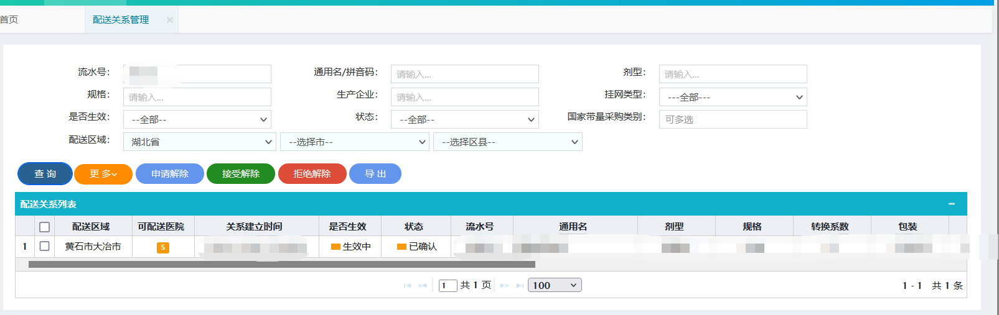 首页 配送关系管理
流水号： 通用名/拼音码： 请输入... 剂型： 请输入...
规格： 请输入... 生产企业： 请输入... 挂网类型： ---全部---
是否生效： --全部-- 状态： --全部-- 国家带量采购类别： 可多选
配送区域： 湖北省 --选择市-- --选择区县--
查 询 更 多 申请解除 接受解除 拒绝解除 导 出
配送关系列表
配送区域 可配送医院 关系建立时间 是否生效 状态 流水号 通用名 剂型 规格 转换系数 包装
1 黄石市大冶市 5 生效中 已确认
1 共 1 页 100 1 - 1 共 1 条